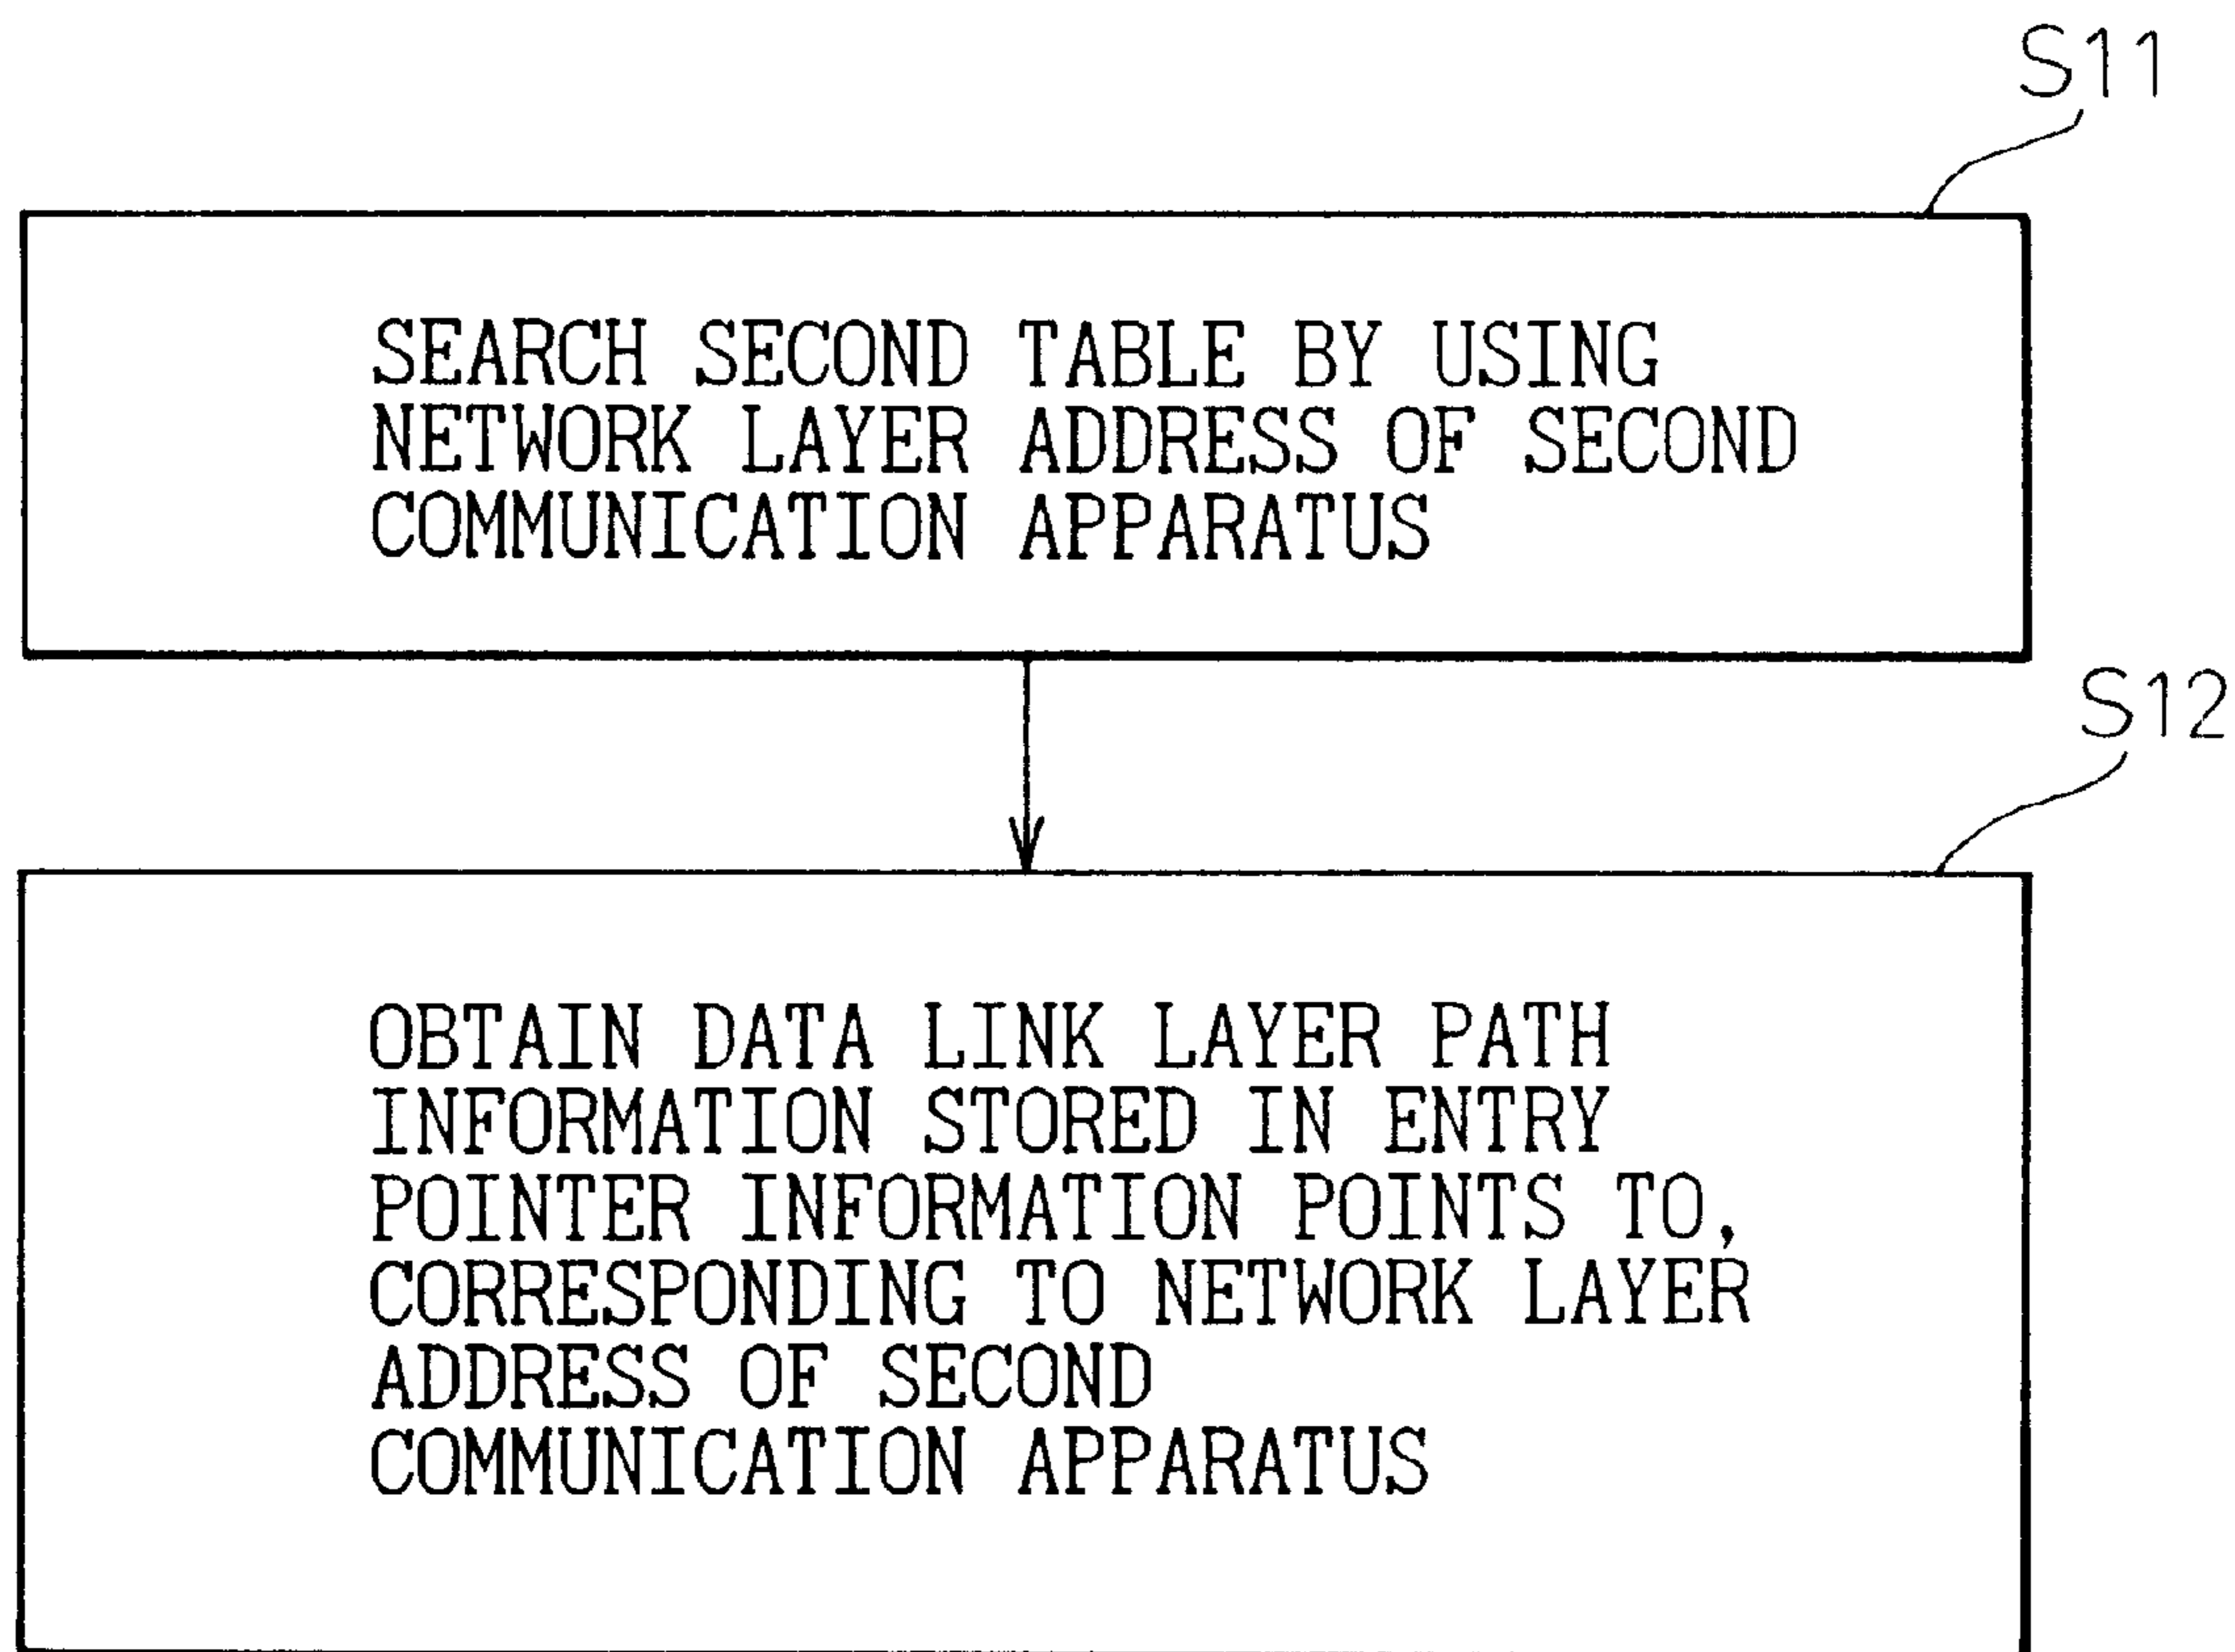 S11
SEARCH SECOND TABLE BY USING
NETWORK LAYER ADDRESS OF SECOND
COMMUNICATION APPARATUS
S12
OBTAIN DATA LINK LAYER PATH
INFORMATION STORED IN ENTRY
POINTER INFORMATION POINTS TO,
CORRESPONDING TO NETWORK LAYER
ADDRESS OF SECOND
COMMUNICATION APPARATUS